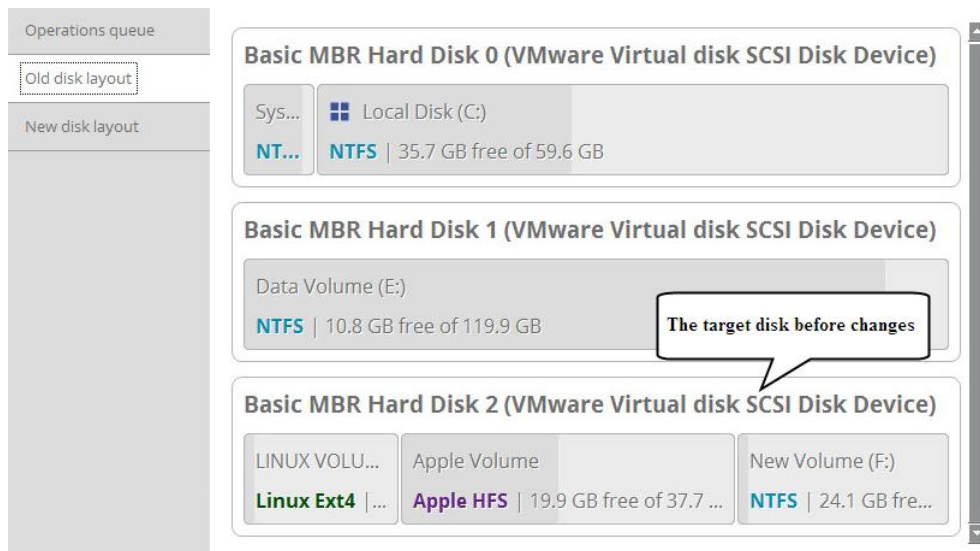 Operations queue
Old disk layout
New disk layout
Basic MBR Hard Disk 0 (VMware Virtual disk SCSI Disk Device)
Sys... Local Disk (C:)
NT... NTFS | 35.7 GB free of 59.6 GB
Basic MBR Hard Disk 1 (VMware Virtual disk SCSI Disk Device)
Data Volume (E:)
NTFS | 10.8 GB free of 119.9 GB
The target disk before changes
Basic MBR Hard Disk 2 (VMware Virtual disk SCSI Disk Device)
LINUX VOLU... Apple Volume New Volume (F:)
Linux Ext4 |... Apple HFS | 19.9 GB free of 37.7 ... NTFS | 24.1 GB fre...